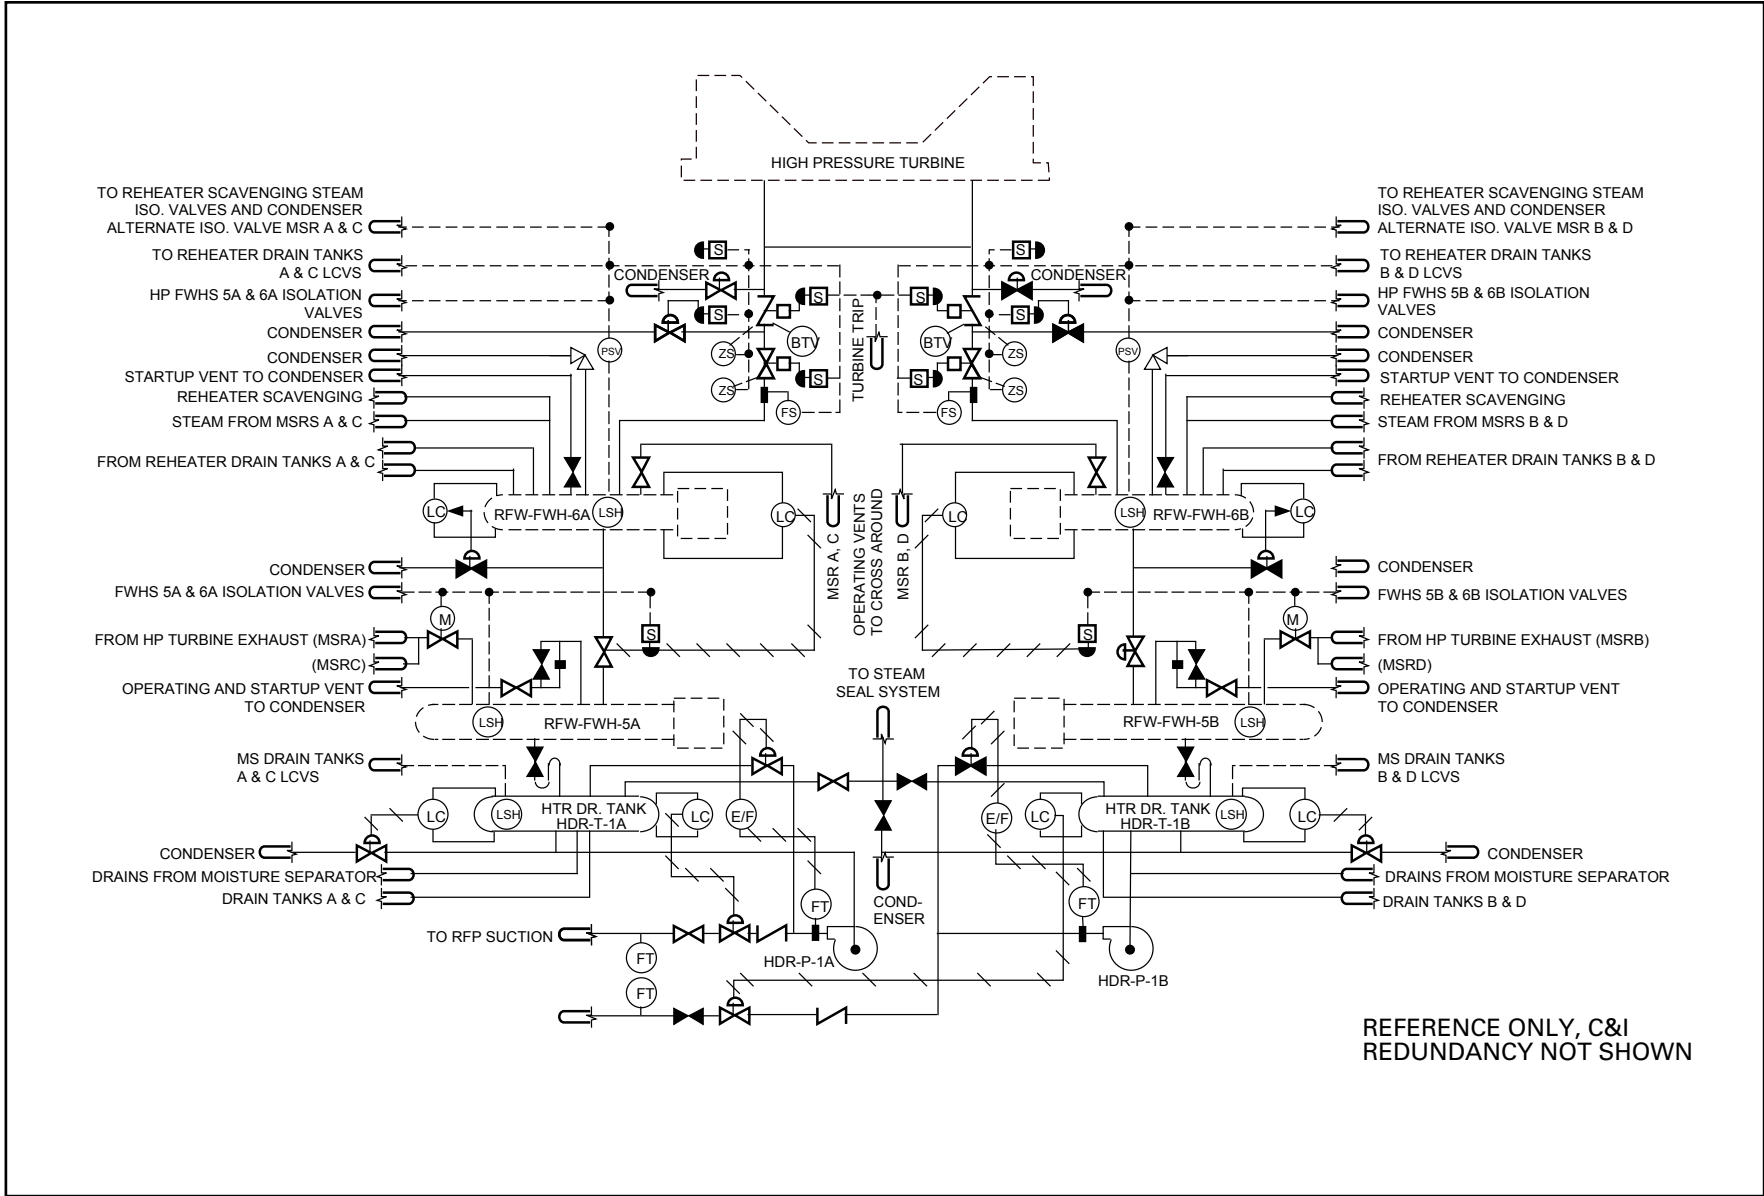 HIGH PRESSURE TURBINE
TO REHEATER SCAVENGING STEAM
ISO. VALVES AND CONDENSER
ALTERNATE ISO. VALVE MSR A & C
TO REHEATER DRAIN TANKS
A & C LCVS
HP FWHS 5A & 6A ISOLATION
VALVES
CONDENSER
CONDENSER
STARTUP VENT TO CONDENSER
REHEATER SCAVENGING
STEAM FROM MSRS A & C
FROM REHEATER DRAIN TANKS A & C
CONDENSER
S
S
S
S
ZS
ZS
BTV
FS
PSV
TURBINE TRIP
CONDENSER
S
S
S
S
ZS
ZS
BTV
FS
PSV
TO REHEATER SCAVENGING STEAM
ISO. VALVES AND CONDENSER
ALTERNATE ISO. VALVE MSR B & D
TO REHEATER DRAIN TANKS
B & D LCVS
HP FWHS 5B & 6B ISOLATION
VALVES
CONDENSER
CONDENSER
STARTUP VENT TO CONDENSER
REHEATER SCAVENGING
STEAM FROM MSRS B & D
FROM REHEATER DRAIN TANKS B & D
LC
RFW-FWH-6A
LSH
LC
MSR A, C
OPERATING VENTS
TO CROSS AROUND
MSR B, D
LC
LSH
RFW-FWH-6B
LC
CONDENSER
FWHS 5A & 6A ISOLATION VALVES
M
S
FROM HP TURBINE EXHAUST (MSRA)
(MSRC)
OPERATING AND STARTUP VENT
TO CONDENSER
CONDENSER
FWHS 5B & 6B ISOLATION VALVES
M
S
FROM HP TURBINE EXHAUST (MSRB)
(MSRD)
OPERATING AND STARTUP VENT
TO CONDENSER
TO STEAM
SEAL SYSTEM
LSH
RFW-FWH-5A
RFW-FWH-5B
LSH
MS DRAIN TANKS
A & C LCVS
MS DRAIN TANKS
B & D LCVS
LC
LSH
HTR DR. TANK
HDR-T-1A
LC
E/F
E/F
LC
HTR DR. TANK
HDR-T-1B
LSH
LC
CONDENSER
DRAINS FROM MOISTURE SEPARATOR
DRAIN TANKS A & C
COND-
ENSER
CONDENSER
DRAINS FROM MOISTURE SEPARATOR
DRAIN TANKS B & D
FT
FT
TO RFP SUCTION
FT
FT
HDR-P-1A
HDR-P-1B
REFERENCE ONLY, C&I
REDUNDANCY NOT SHOWN